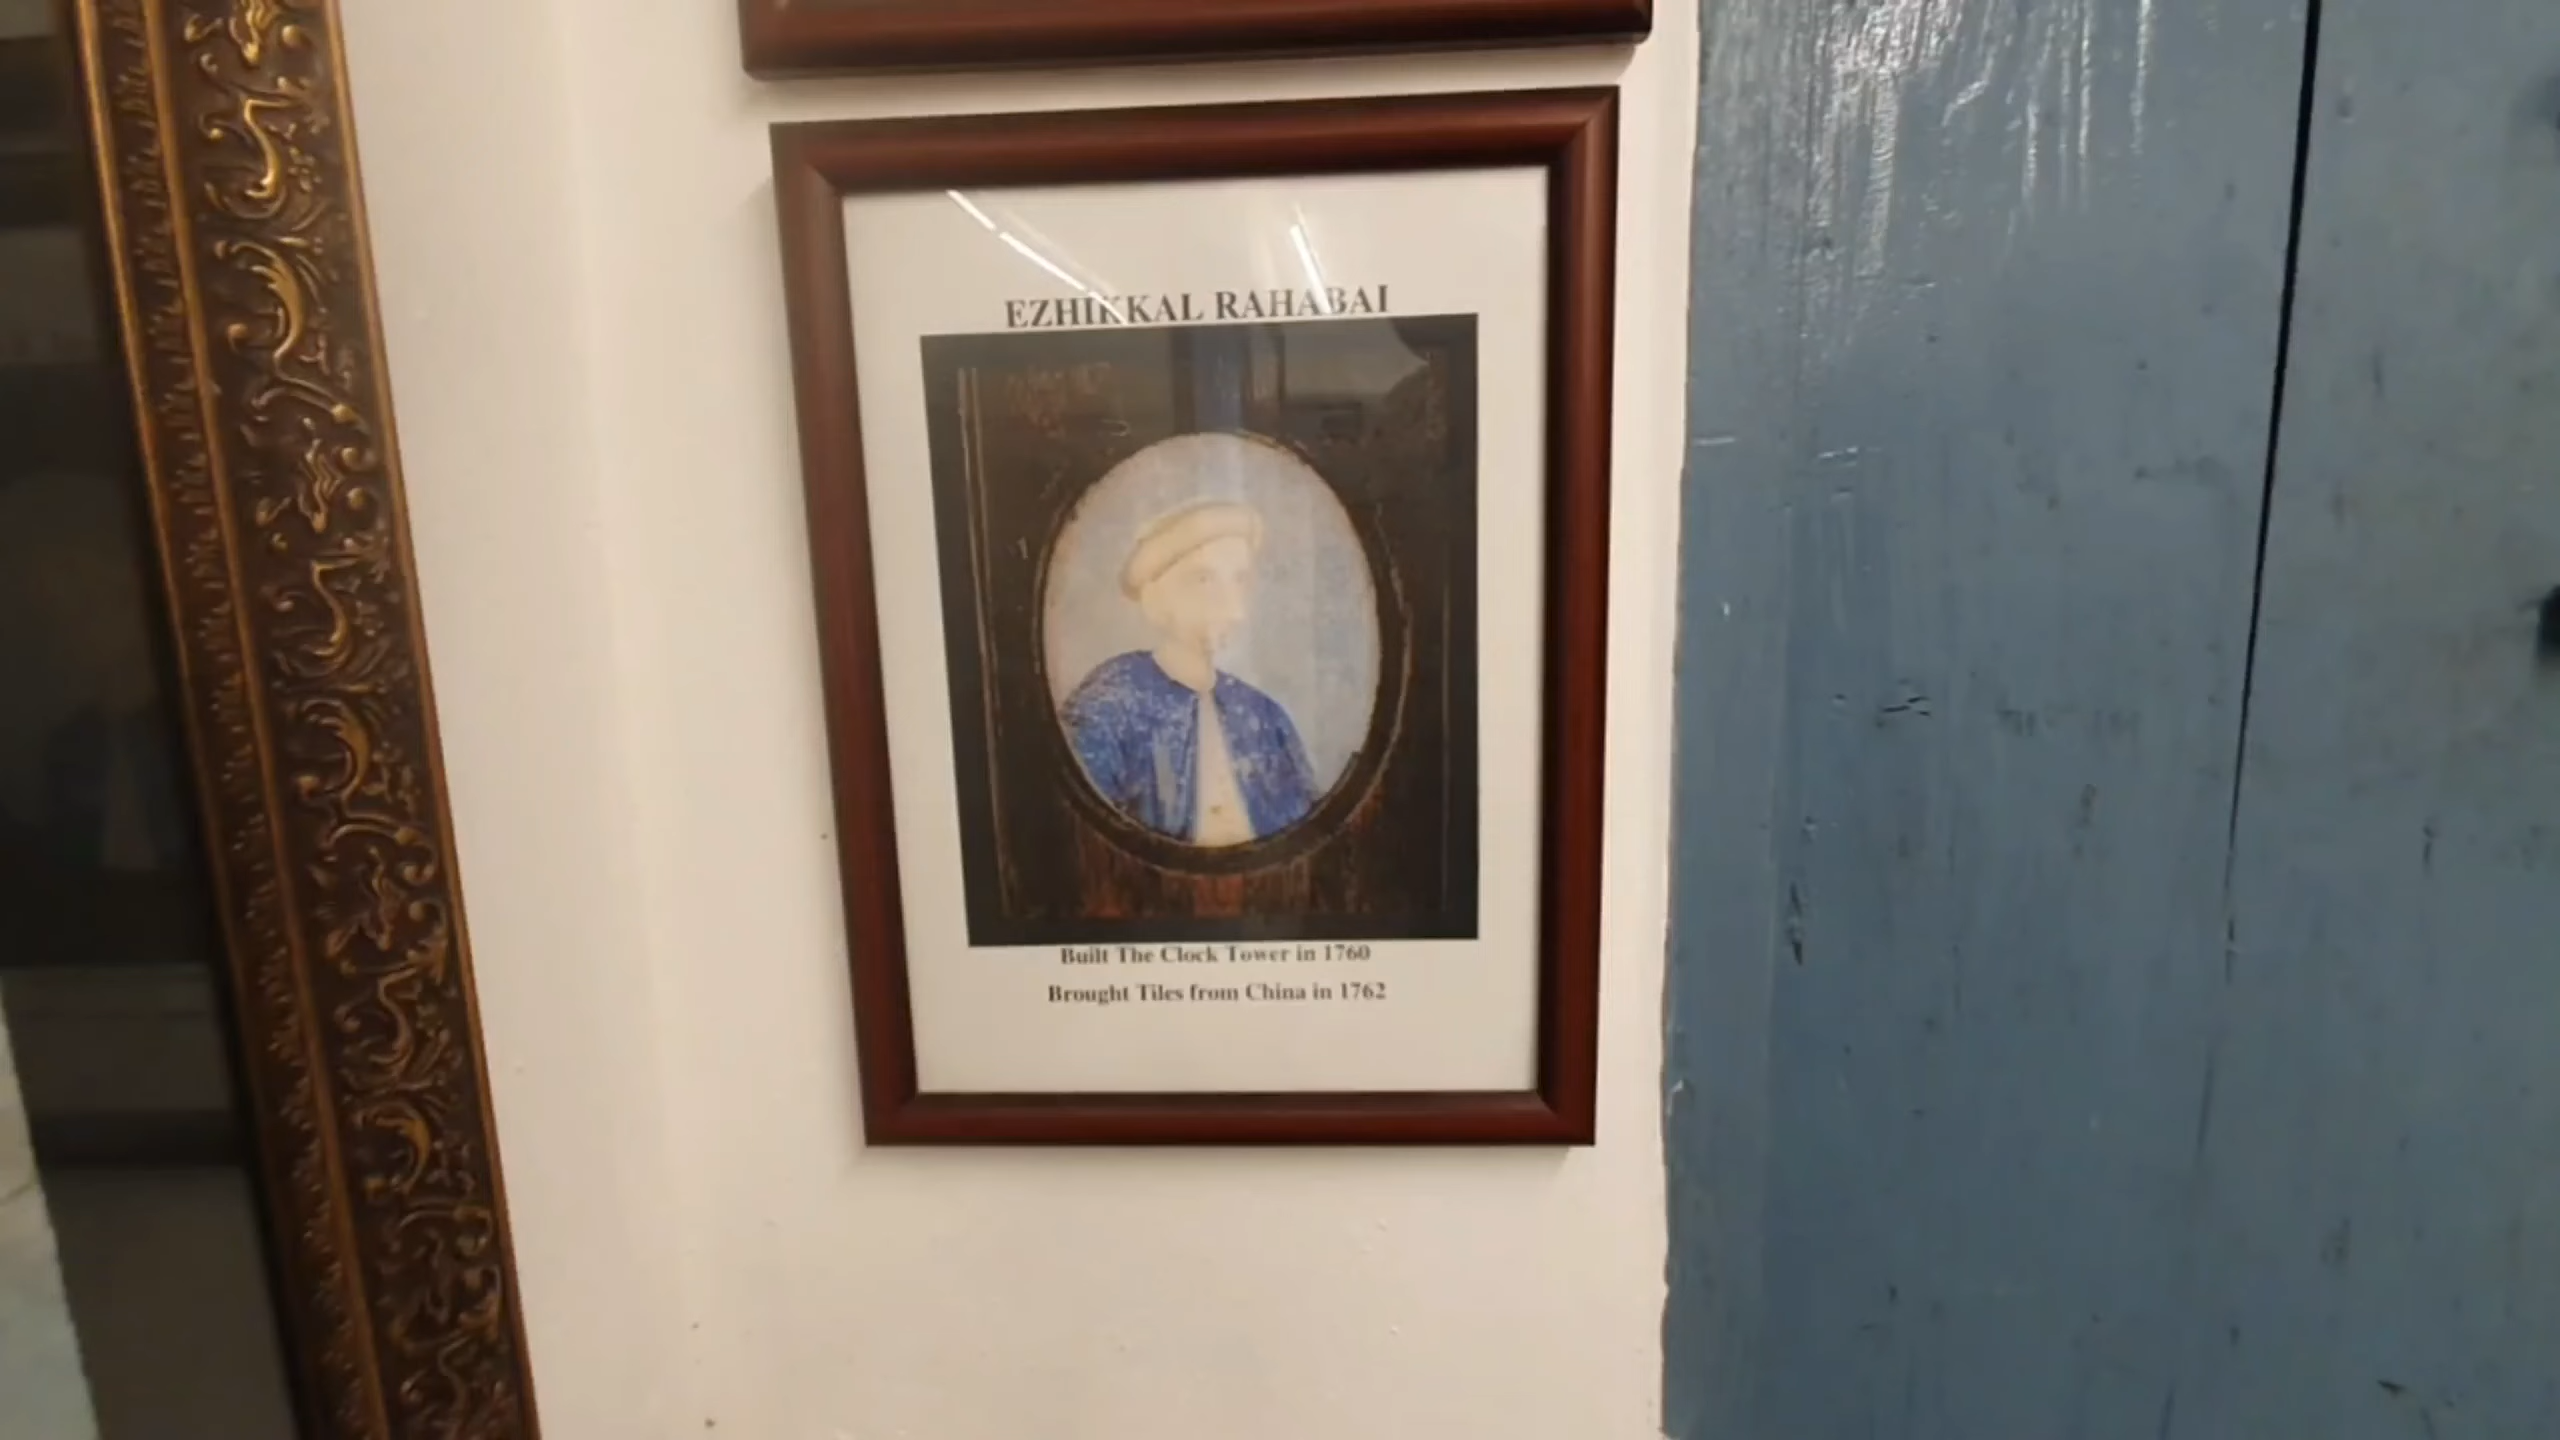 EZHIKKAL RAHABAI
Built The Clock Tower in 1760
Brought Tiles from China in 1762